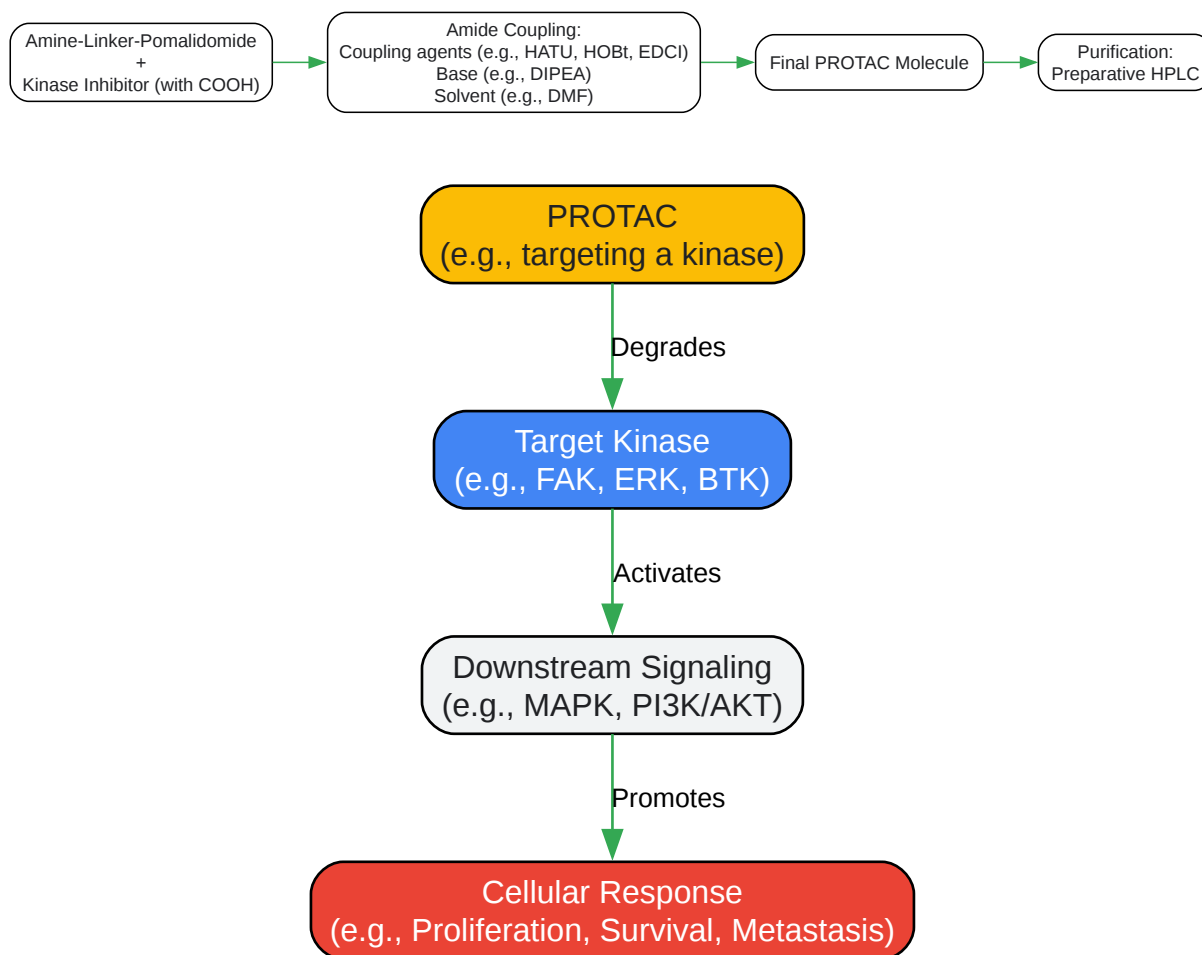 Amine-Linker-Pomalidomide
+
Kinase Inhibitor (with COOH)
Amide Coupling:
Coupling agents (e.g., HATU, HOBt, EDCI)
Base (e.g., DIPEA)
Solvent (e.g., DMF)
Final PROTAC Molecule
Purification:
Preparative HPLC
PROTAC
(e.g., targeting a kinase)
Degrades
Target Kinase
(e.g., FAK, ERK, BTK)
Activates
Downstream Signaling
(e.g., MAPK, PI3K/AKT)
Promotes
Cellular Response
(e.g., Proliferation, Survival, Metastasis)